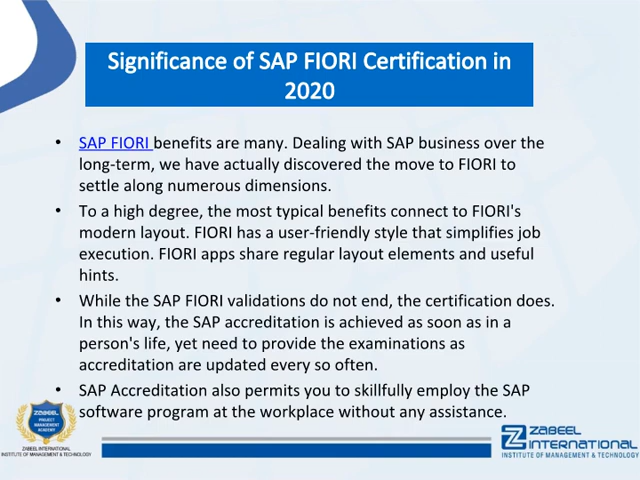 Significance of SAP FIORI Certification in
2020
• SAP FIORI benefits are many. Dealing with SAP business over the
long-term, we have actually discovered the move to FIORI to
settle along numerous dimensions.
• To a high degree, the most typical benefits connect to FIORI's
modern layout. FIORI has a user-friendly style that simplifies job
execution. FIORI apps share regular layout elements and useful
hints.
• While the SAP FIORI validations do not end, the certification does.
In this way, the SAP accreditation is achieved as soon as in a
person's life, yet need to provide the examinations as
accreditation are updated every so often.
• SAP Accreditation also permits you to skillfully employ the SAP
software program at the workplace without any assistance.
ZABEEL
PROJECT
MANAGEMENT
ACADEMY
ZABEEL INTERNATIONAL
INSTITUTE OF MANAGEMENT & TECHNOLOGY
ZABEEL
INTERNATIONAL
INSTITUTE OF MANAGEMENT & TECHNOLOGY